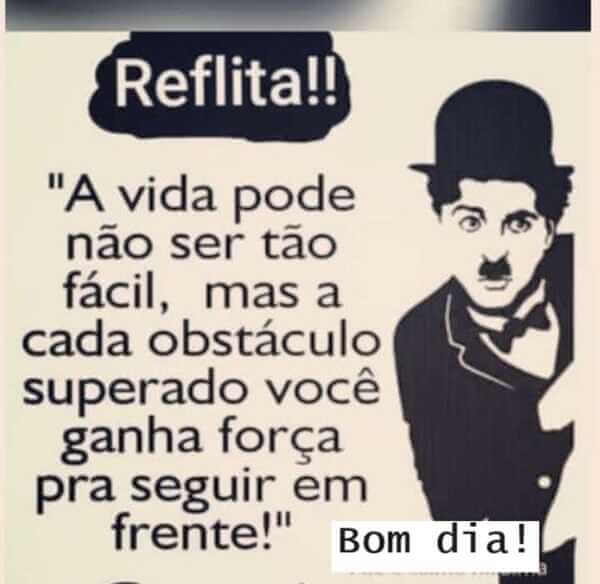 Reflita!!
"A vida pode
não ser tão
fácil, mas a
cada obstáculo
superado você
ganha força
pra seguir em
frente!"
Bom dia!